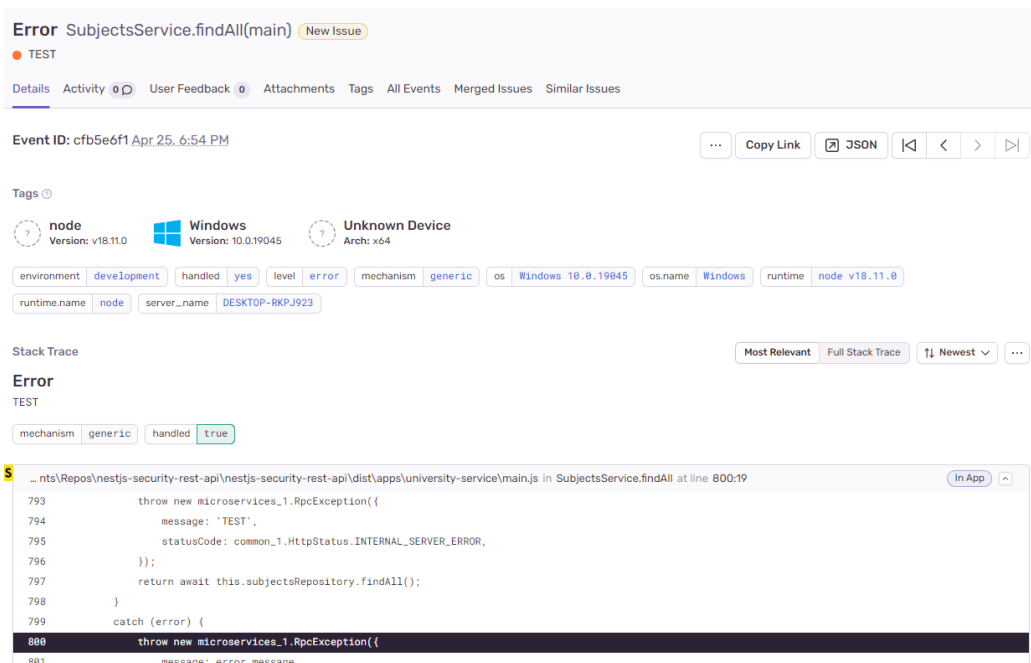 Error SubjectsService.findAll(main) New Issue
TEST
Details Activity 0 User Feedback 0 Attachments Tags All Events Merged Issues Similar Issues
Event ID: cfb5e6f1 Apr 25, 6:54 PM
... Copy Link JSON
Tags ?
? node
Version: v18.11.0
Windows
Version: 10.0.19045
? Unknown Device
Arch: x64
environment development handled yes level error mechanism generic os Windows 10.0.19045 os.name Windows runtime node v18.11.0
runtime.name node server_name DESKTOP-RKPJ923
Stack Trace Most Relevant Full Stack Trace Newest ...
Error
TEST
mechanism generic handled true
S
… nts\Repos\nestjs-security-rest-api\nestjs-security-rest-api\dist\apps\university-service\main.js in SubjectsService.findAll at line 800:19 In App
793 throw new microservices_1.RpcException({
794 message: 'TEST',
795 statusCode: common_1.HttpStatus.INTERNAL_SERVER_ERROR,
796 });
797 return await this.subjectsRepository.findAll();
798 }
799 catch (error) {
800 throw new microservices_1.RpcException({
801 message: error.message